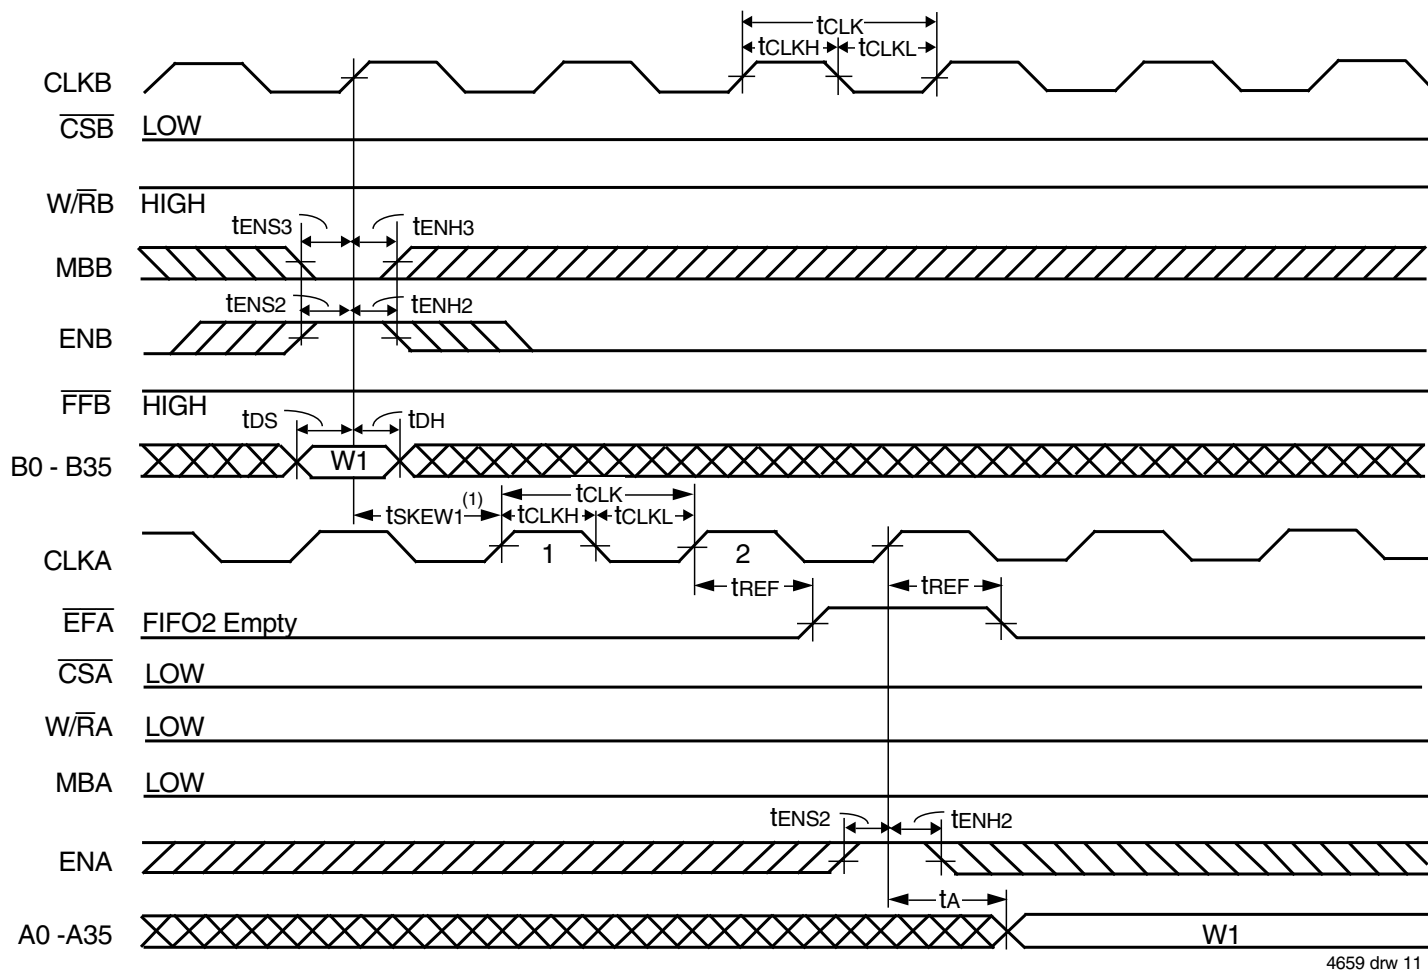 tCLK
tCLKH tCLKL
CLKB
CSB LOW
W/RB HIGH
tENS3 tENH3
MBB
tENS2 tENH2
ENB
FFB HIGH
tDS tDH
B0 - B35 W1
tSKEW1(1) tCLK
tCLKH tCLKL
CLKA 1 2
tREF tREF
EFA FIFO2 Empty
CSA LOW
W/RA LOW
MBA LOW
tENS2 tENH2
ENA
tA
A0 -A35 W1
4659 drw 11